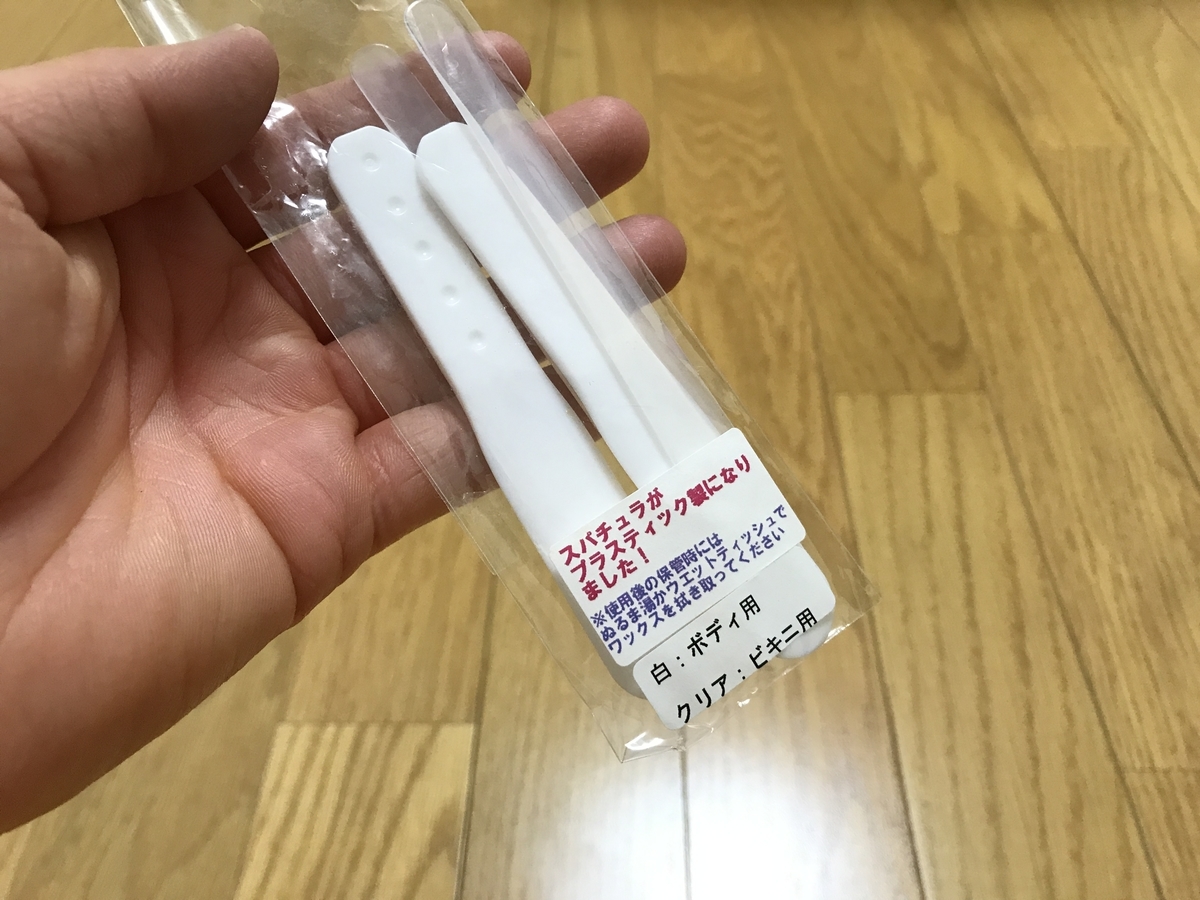 スパチュラが
プラスティック製になり
ました！
※使用後の保管時には
ぬるま湯かウエットティッシュで
ワックスを拭き取ってください
白：ボディ用
クリア：ビキニ用